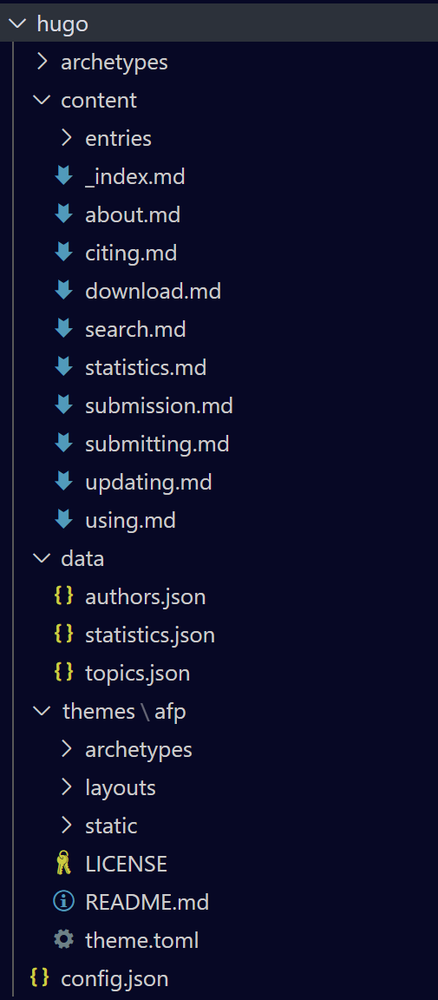 hugo
archetypes
content
entries
_index.md
about.md
citing.md
download.md
search.md
statistics.md
submission.md
submitting.md
updating.md
using.md
data
{} authors.json
{} statistics.json
{} topics.json
themes \ afp
archetypes
layouts
static
LICENSE
README.md
theme.toml
{} config.json